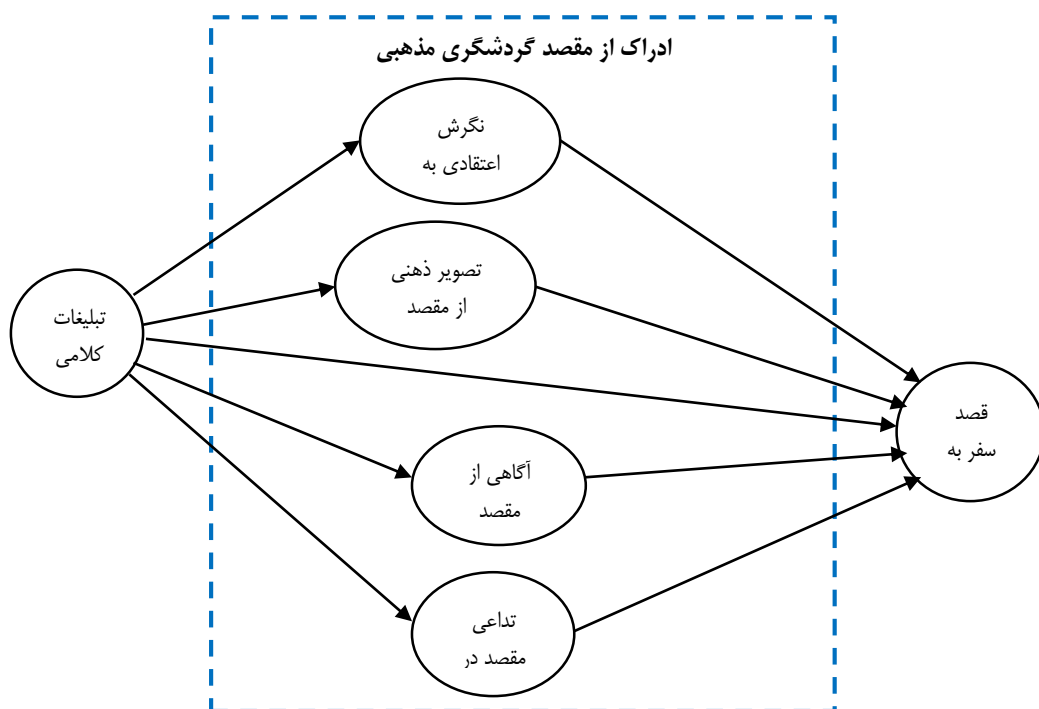 ادراک از مقصد گردشگری مذهبی
نگرش
اعتقادی به
تصویر ذهنی
از مقصد
تبلیغات
کلامی
قصد
سفر به
آگاهی از
مقصد
تداعی
مقصد در